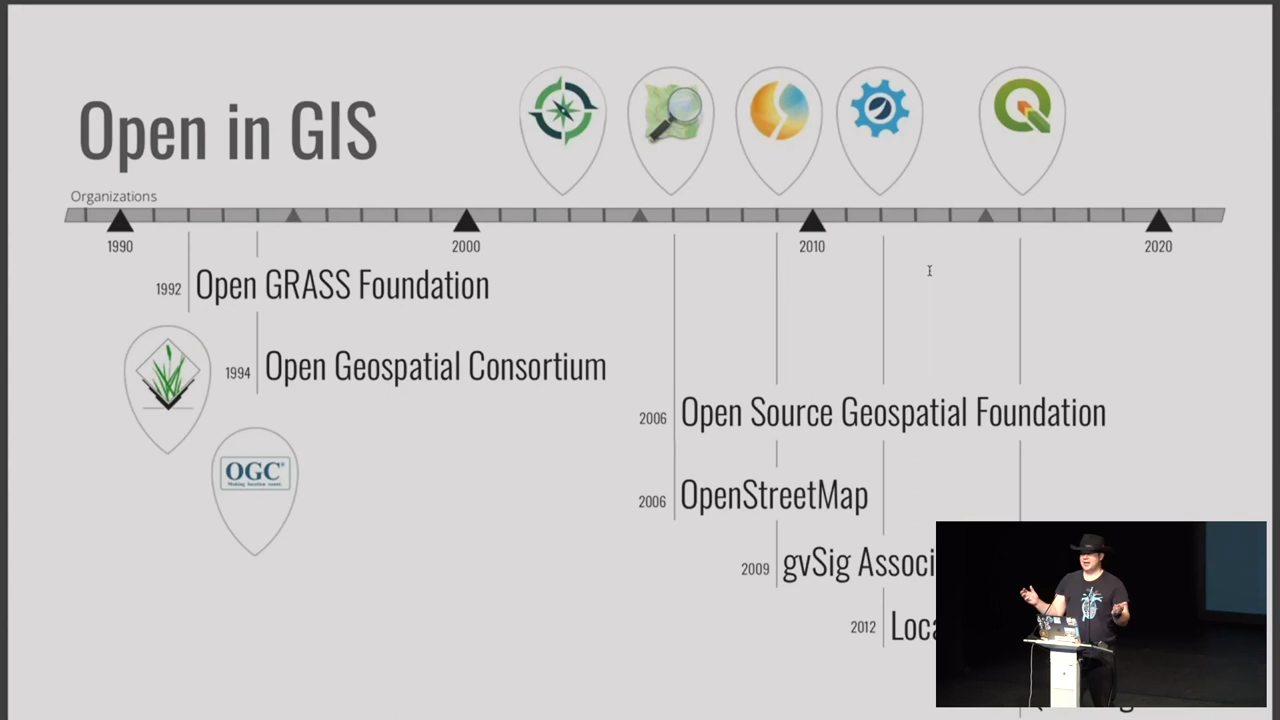 Open in GIS
Organizations
1990
2000
2010
2020
1992
Open GRASS Foundation
1994
Open Geospatial Consortium
OGC
2006
Open Source Geospatial Foundation
2006
OpenStreetMap
2009
gvSig Associ
2012
Loca